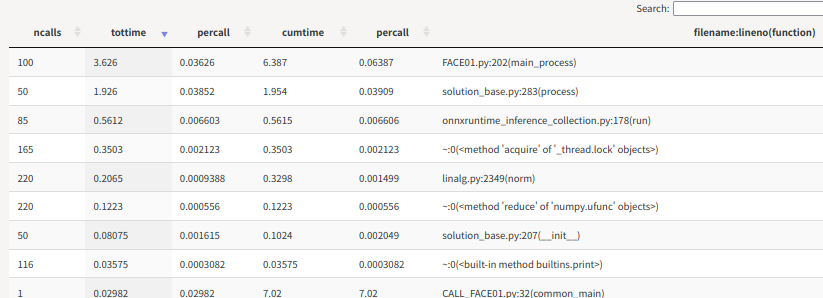 Search:
ncalls tottime percall cumtime percall filename:lineno(function)
100 3.626 0.03626 6.387 0.06387 FACE01.py:202(main_process)
50 1.926 0.03852 1.954 0.03909 solution_base.py:283(process)
85 0.5612 0.006603 0.5615 0.006606 onnxruntime_inference_collection.py:178(run)
165 0.3503 0.002123 0.3503 0.002123 ~:0(<method 'acquire' of '_thread.lock' objects>)
220 0.2065 0.0009388 0.3298 0.001499 linalg.py:2349(norm)
220 0.1223 0.000556 0.1223 0.000556 ~:0(<method 'reduce' of 'numpy.ufunc' objects>)
50 0.08075 0.001615 0.1024 0.002049 solution_base.py:207(__init__)
116 0.03575 0.0003082 0.03575 0.0003082 ~:0(<built-in method builtins.print>)
1 0.02982 0.02982 7.02 7.02 CALL_FACE01.py:32(common_main)